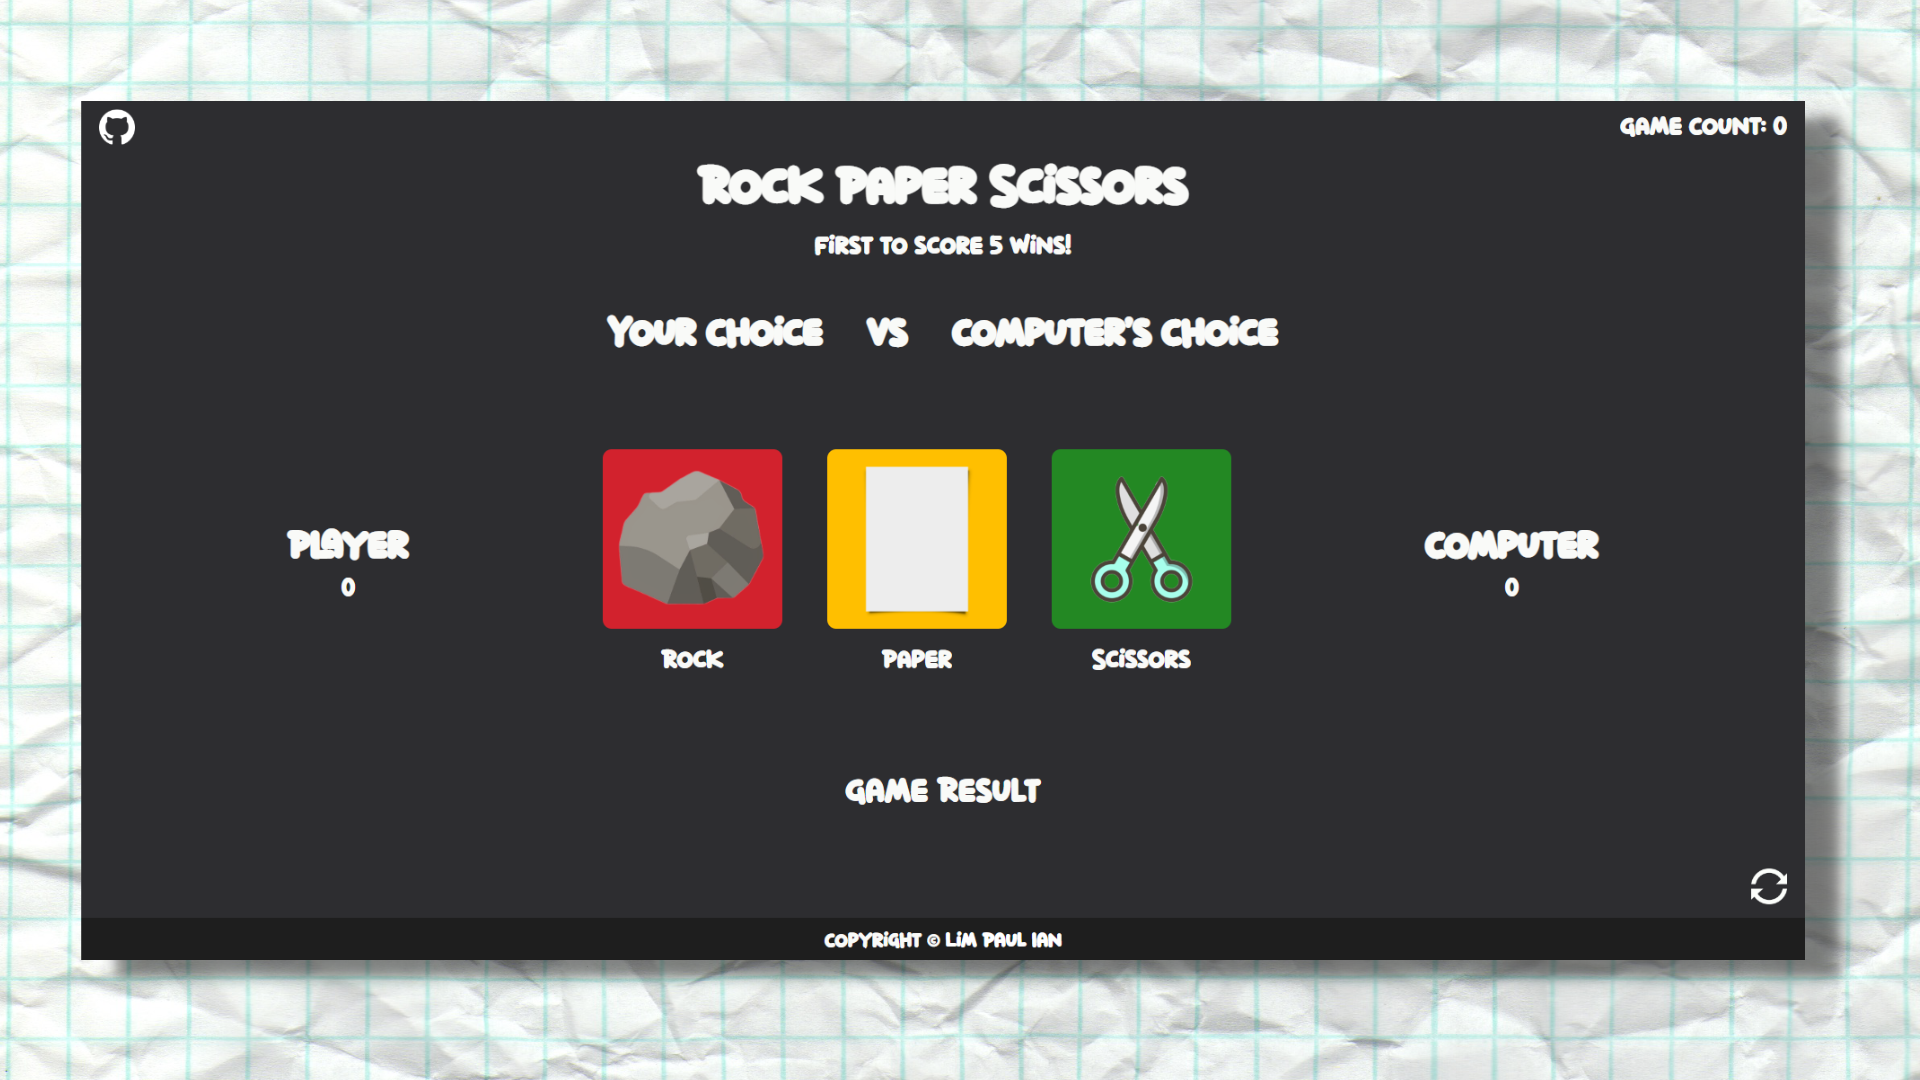 GAME COUNT: 0
ROCK PAPER SCISSORS
FIRST TO SCORE 5 WINS!
YOUR CHOICE VS COMPUTER'S CHOICE
PLAYER
0
ROCK
PAPER
SCISSORS
COMPUTER
0
GAME RESULT
COPYRIGHT © LIM PAUL IAN